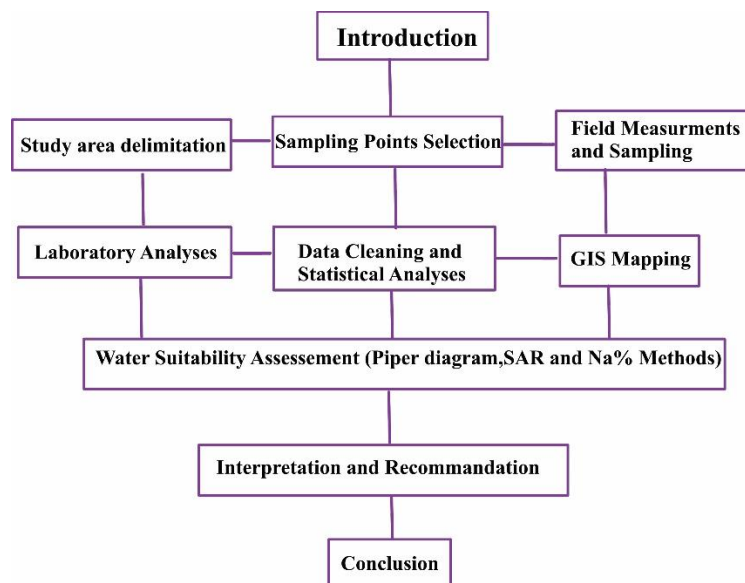 Introduction
Study area delimitation
Sampling Points Selection
Field Measurments
and Sampling
Laboratory Analyses
Data Cleaning and
Statistical Analyses
GIS Mapping
Water Suitability Assessement (Piper diagram,SAR and Na% Methods)
Interpretation and Recommandation
Conclusion